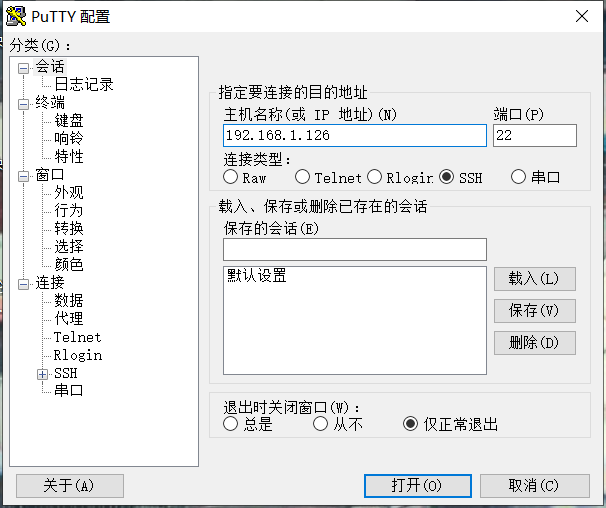 PuTTY 配置
分类(G)：
会话
日志记录
终端
键盘
响铃
特性
窗口
外观
行为
转换
选择
颜色
连接
数据
代理
Telnet
Rlogin
SSH
串口
指定要连接的目的地址
主机名称(或 IP 地址)(N) 端口(P)
192.168.1.126 22
连接类型：
Raw Telnet Rlogin SSH 串口
载入、保存或删除已存在的会话
保存的会话(E)
默认设置
载入(L)
保存(V)
删除(D)
退出时关闭窗口(W)：
总是 从不 仅正常退出
关于(A) 打开(O) 取消(C)